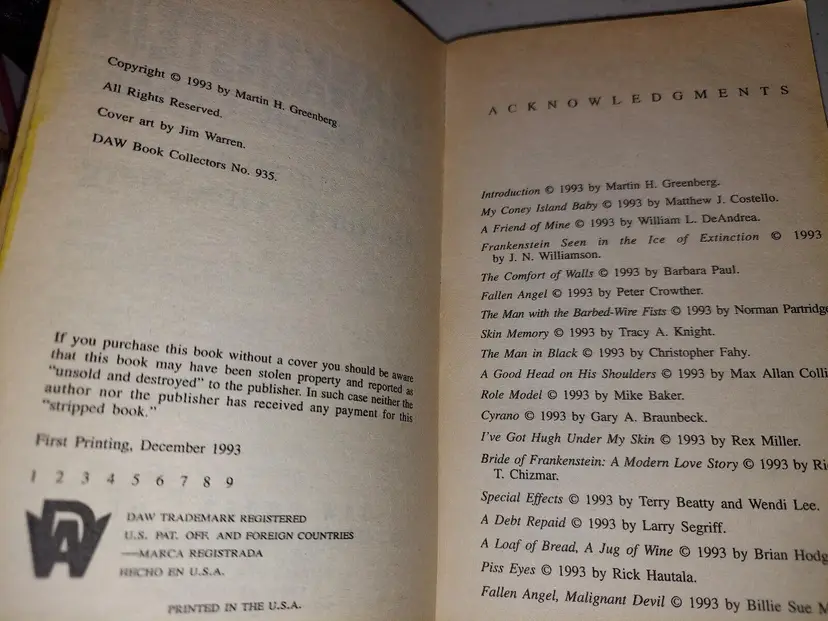 Copyright © 1993 by Martin H. Greenberg.
All Rights Reserved.
Cover art by Jim Warren.
DAW Book Collectors No. 935.
If you purchase this book without a cover you should be aware
that this book may have been stolen property and reported as
"unsold and destroyed" to the publisher. In such case neither the
author nor the publisher has received any payment for this
"stripped book."
First Printing, December 1993
1 2 3 4 5 6 7 8 9
DAW
DAW TRADEMARK REGISTERED
U.S. PAT. OFF. AND FOREIGN COUNTRIES
—MARCA REGISTRADA
HECHO EN U.S.A.
PRINTED IN THE U.S.A.
ACKNOWLEDGMENTS
Introduction © 1993 by Martin H. Greenberg.
My Coney Island Baby © 1993 by Matthew J. Costello.
A Friend of Mine © 1993 by William L. DeAndrea.
Frankenstein Seen in the Ice of Extinction © 1993
by J. N. Williamson.
The Comfort of Walls © 1993 by Barbara Paul.
Fallen Angel © 1993 by Peter Crowther.
The Man with the Barbed-Wire Fists © 1993 by Norman Partridge
Skin Memory © 1993 by Tracy A. Knight.
The Man in Black © 1993 by Christopher Fahy.
A Good Head on His Shoulders © 1993 by Max Allan Colli
Role Model © 1993 by Mike Baker.
Cyrano © 1993 by Gary A. Braunbeck.
I've Got Hugh Under My Skin © 1993 by Rex Miller.
Bride of Frankenstein: A Modern Love Story © 1993 by Ri
T. Chizmar.
Special Effects © 1993 by Terry Beatty and Wendi Lee.
A Debt Repaid © 1993 by Larry Segriff.
A Loaf of Bread, A Jug of Wine © 1993 by Brian Hodg
Piss Eyes © 1993 by Rick Hautala.
Fallen Angel, Malignant Devil © 1993 by Billie Sue M